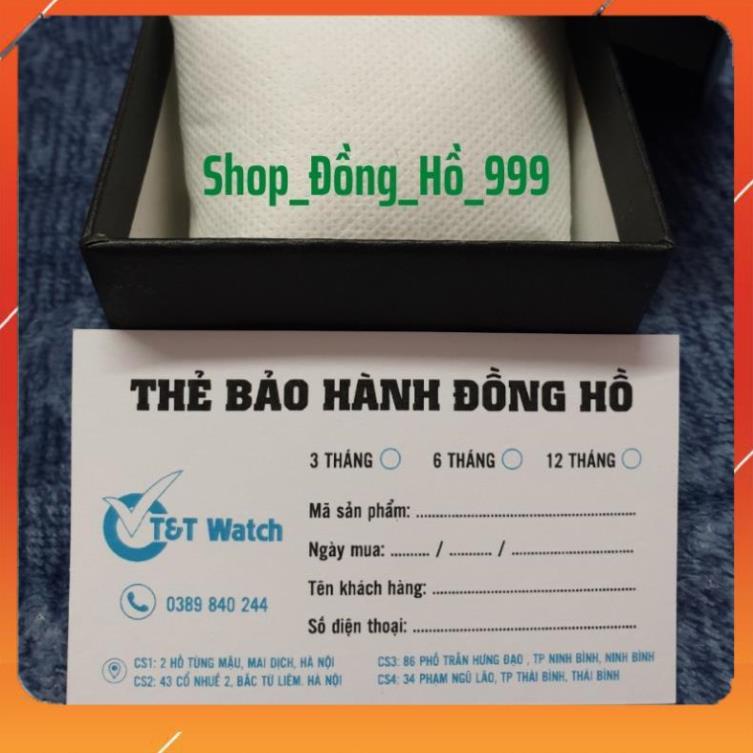 Shop_Đồng_Hồ_999
THẺ BẢO HÀNH ĐỒNG HỒ
3 THÁNG 6 THÁNG 12 THÁNG
T&T Watch
Mã sản phẩm: ................................
Ngày mua: ......... / .......... / ..............................
Tên khách hàng: ................................
0389 840 244
Số điện thoại: ................................
CS1: 2 HỒ TÙNG MẬU, MAI DỊCH, HÀ NỘI
CS2: 43 CỔ NHUẾ 2, BẮC TỪ LIÊM. HÀ NỘI
CS3: 86 PHỐ TRẦN HƯNG ĐẠO , TP NINH BÌNH, NINH BÌNH
CS4: 34 PHẠM NGŨ LÃO, TP THÁI BÌNH, THÁI BÌNH